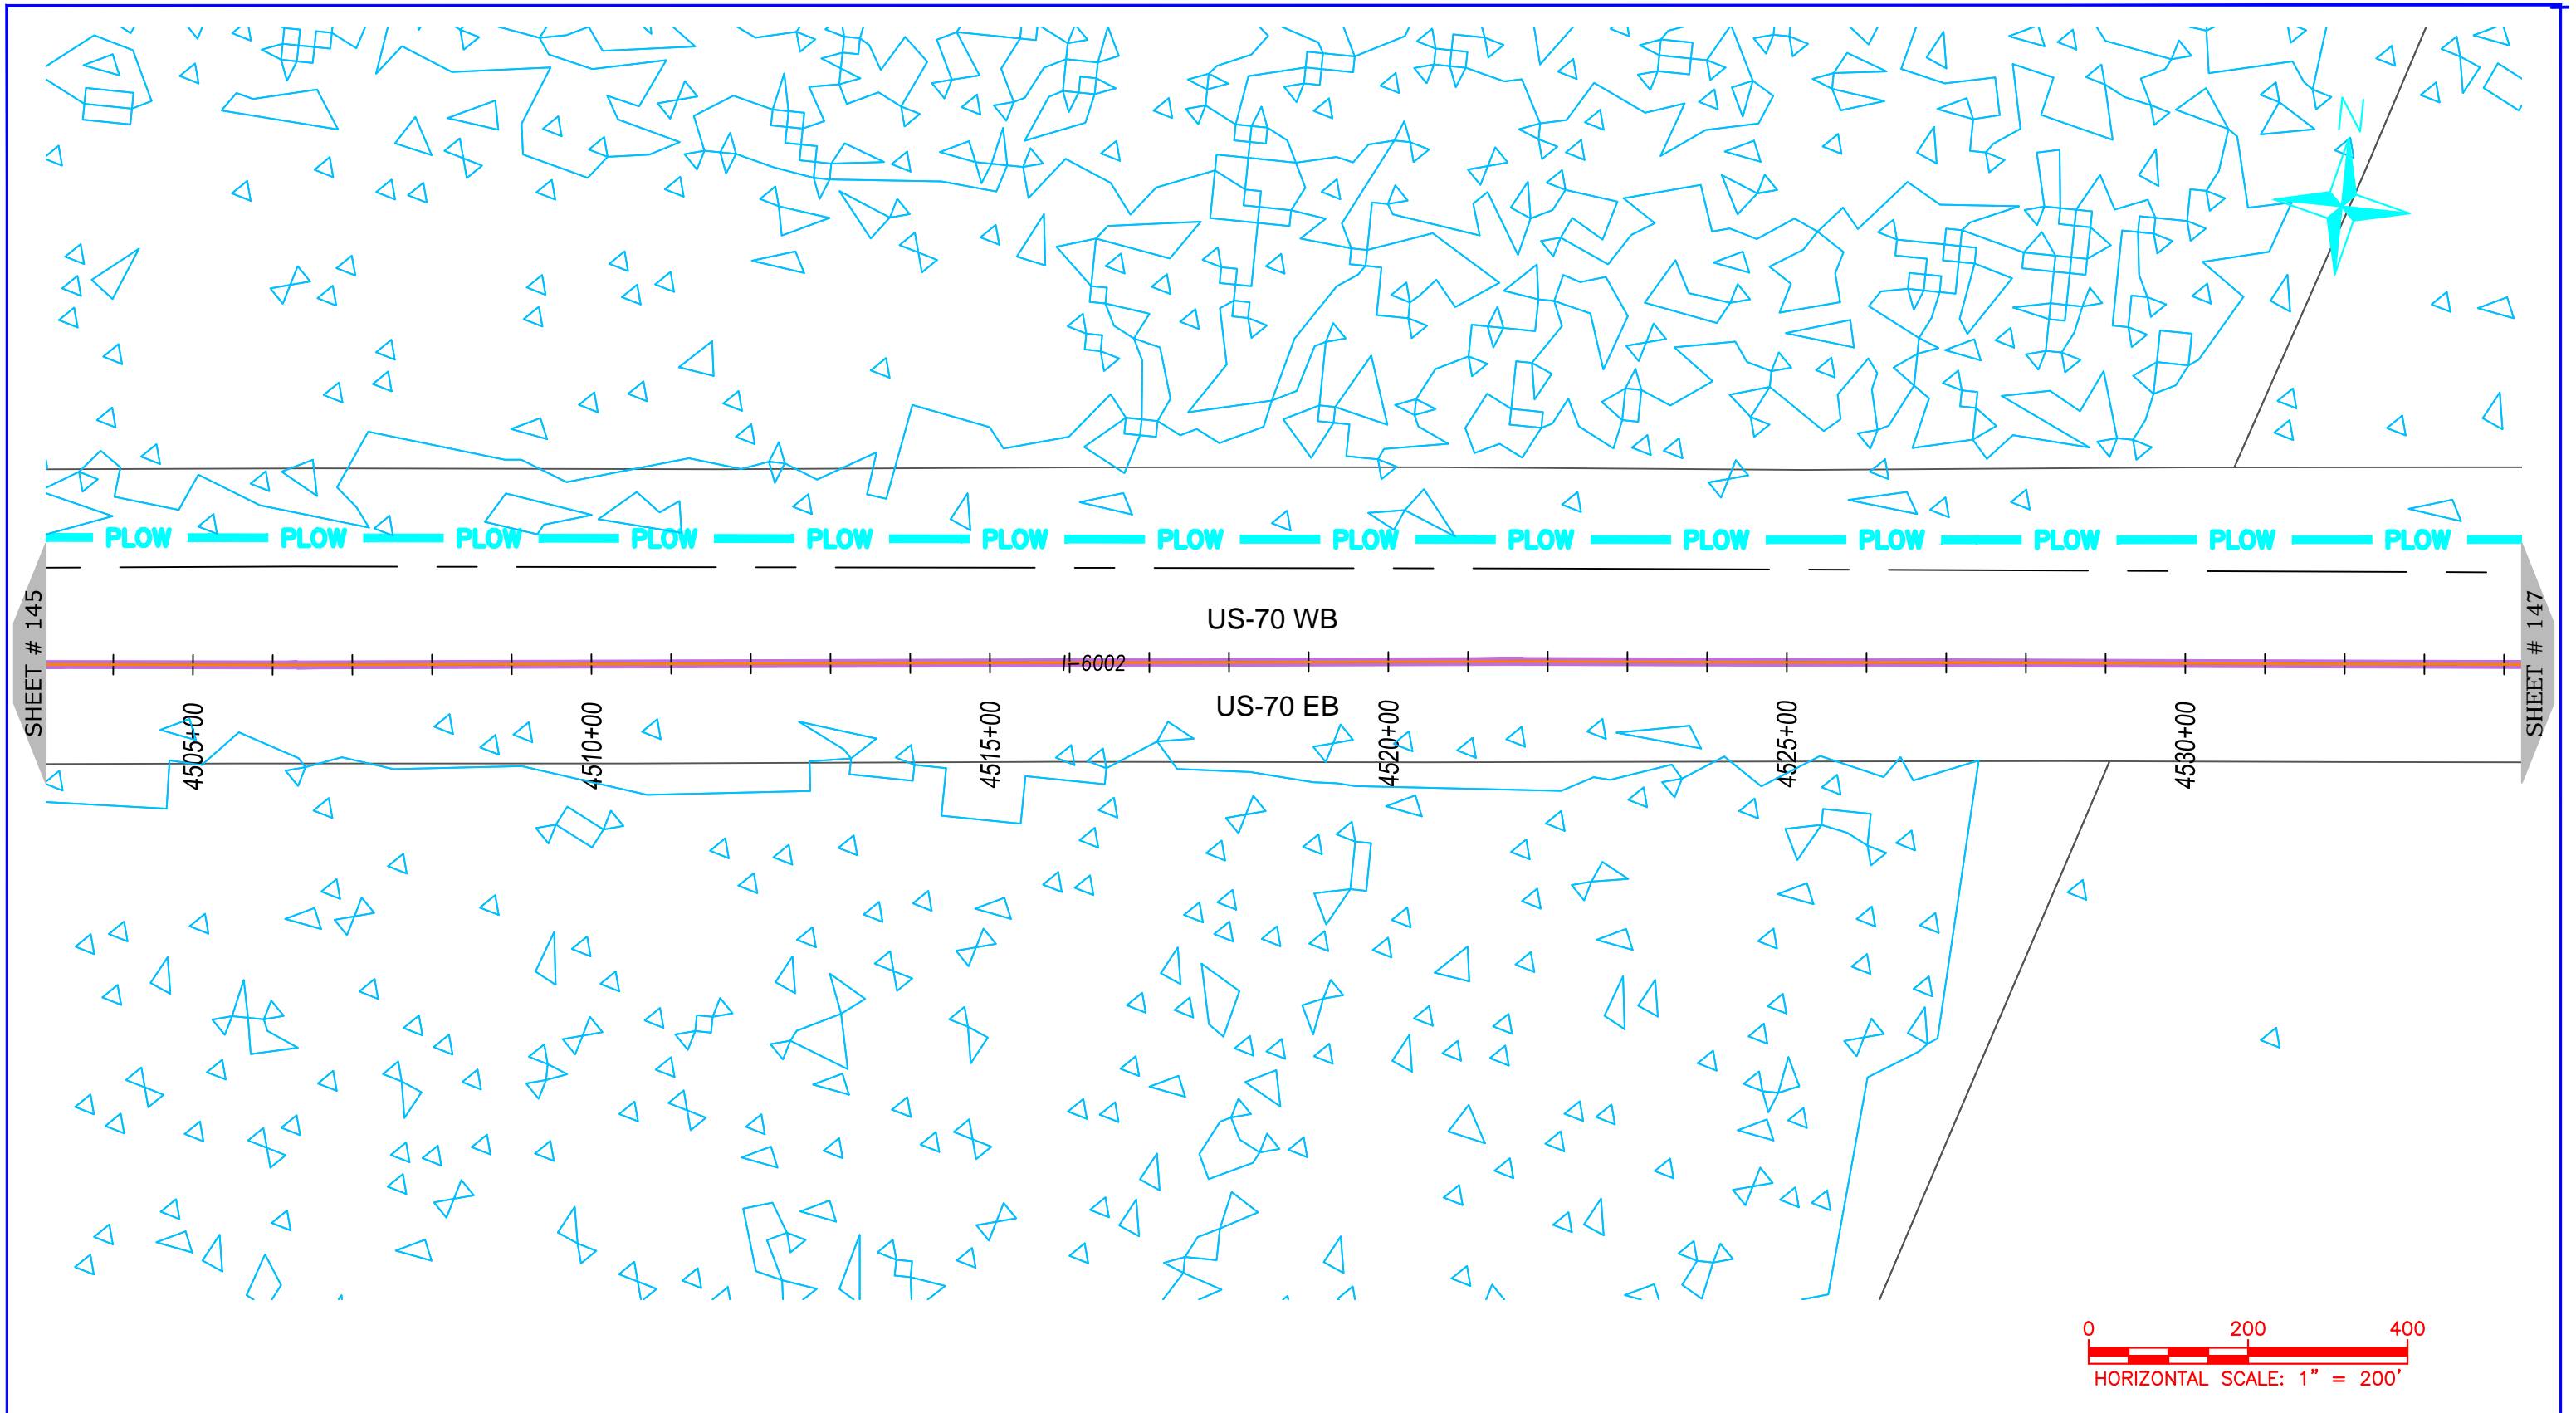 N
PLOW PLOW PLOW PLOW PLOW PLOW PLOW PLOW PLOW PLOW PLOW PLOW PLOW PLOW
SHEET # 145
US-70 WB
I-6002
US-70 EB
SHEET # 147
4505+00 4510+00 4515+00 4520+00 4525+00 4530+00
0 200 400
HORIZONTAL SCALE: 1" = 200'